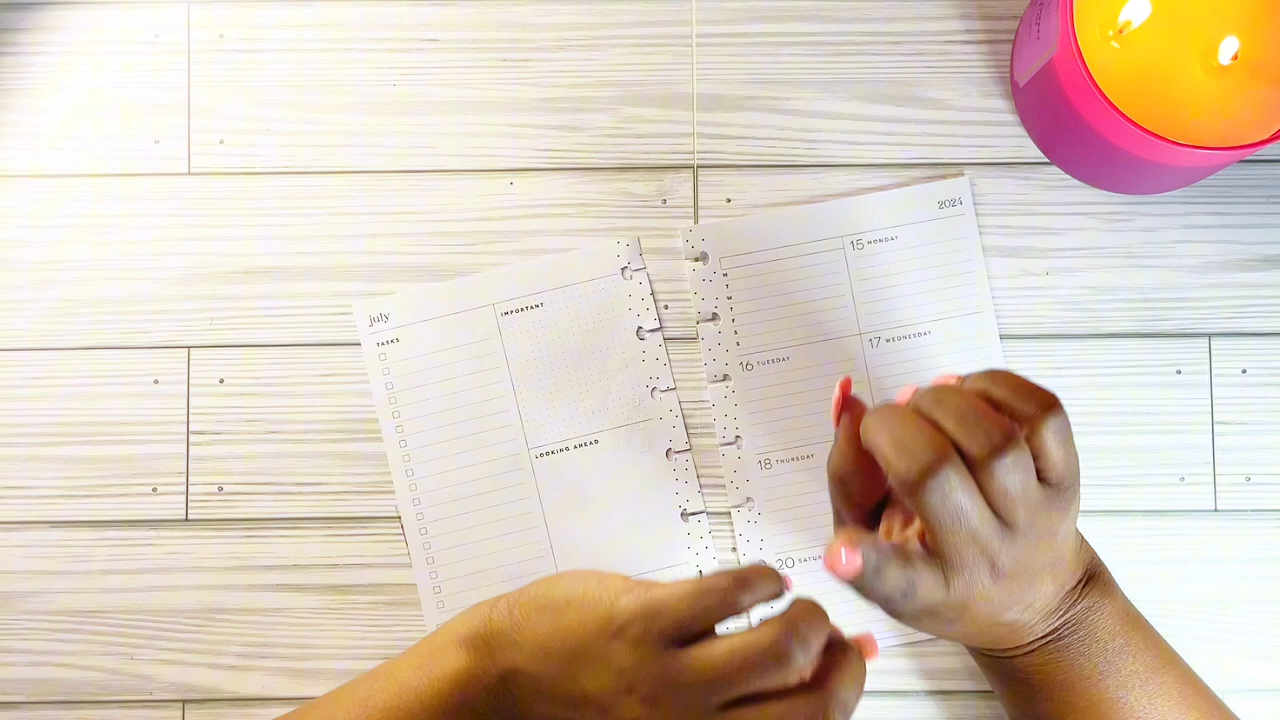 july
TASKS
IMPORTANT
LOOKING AHEAD
2024
M
T
W
T
F
S
S
15 MONDAY
16 TUESDAY
17 WEDNESDAY
18 THURSDAY
20